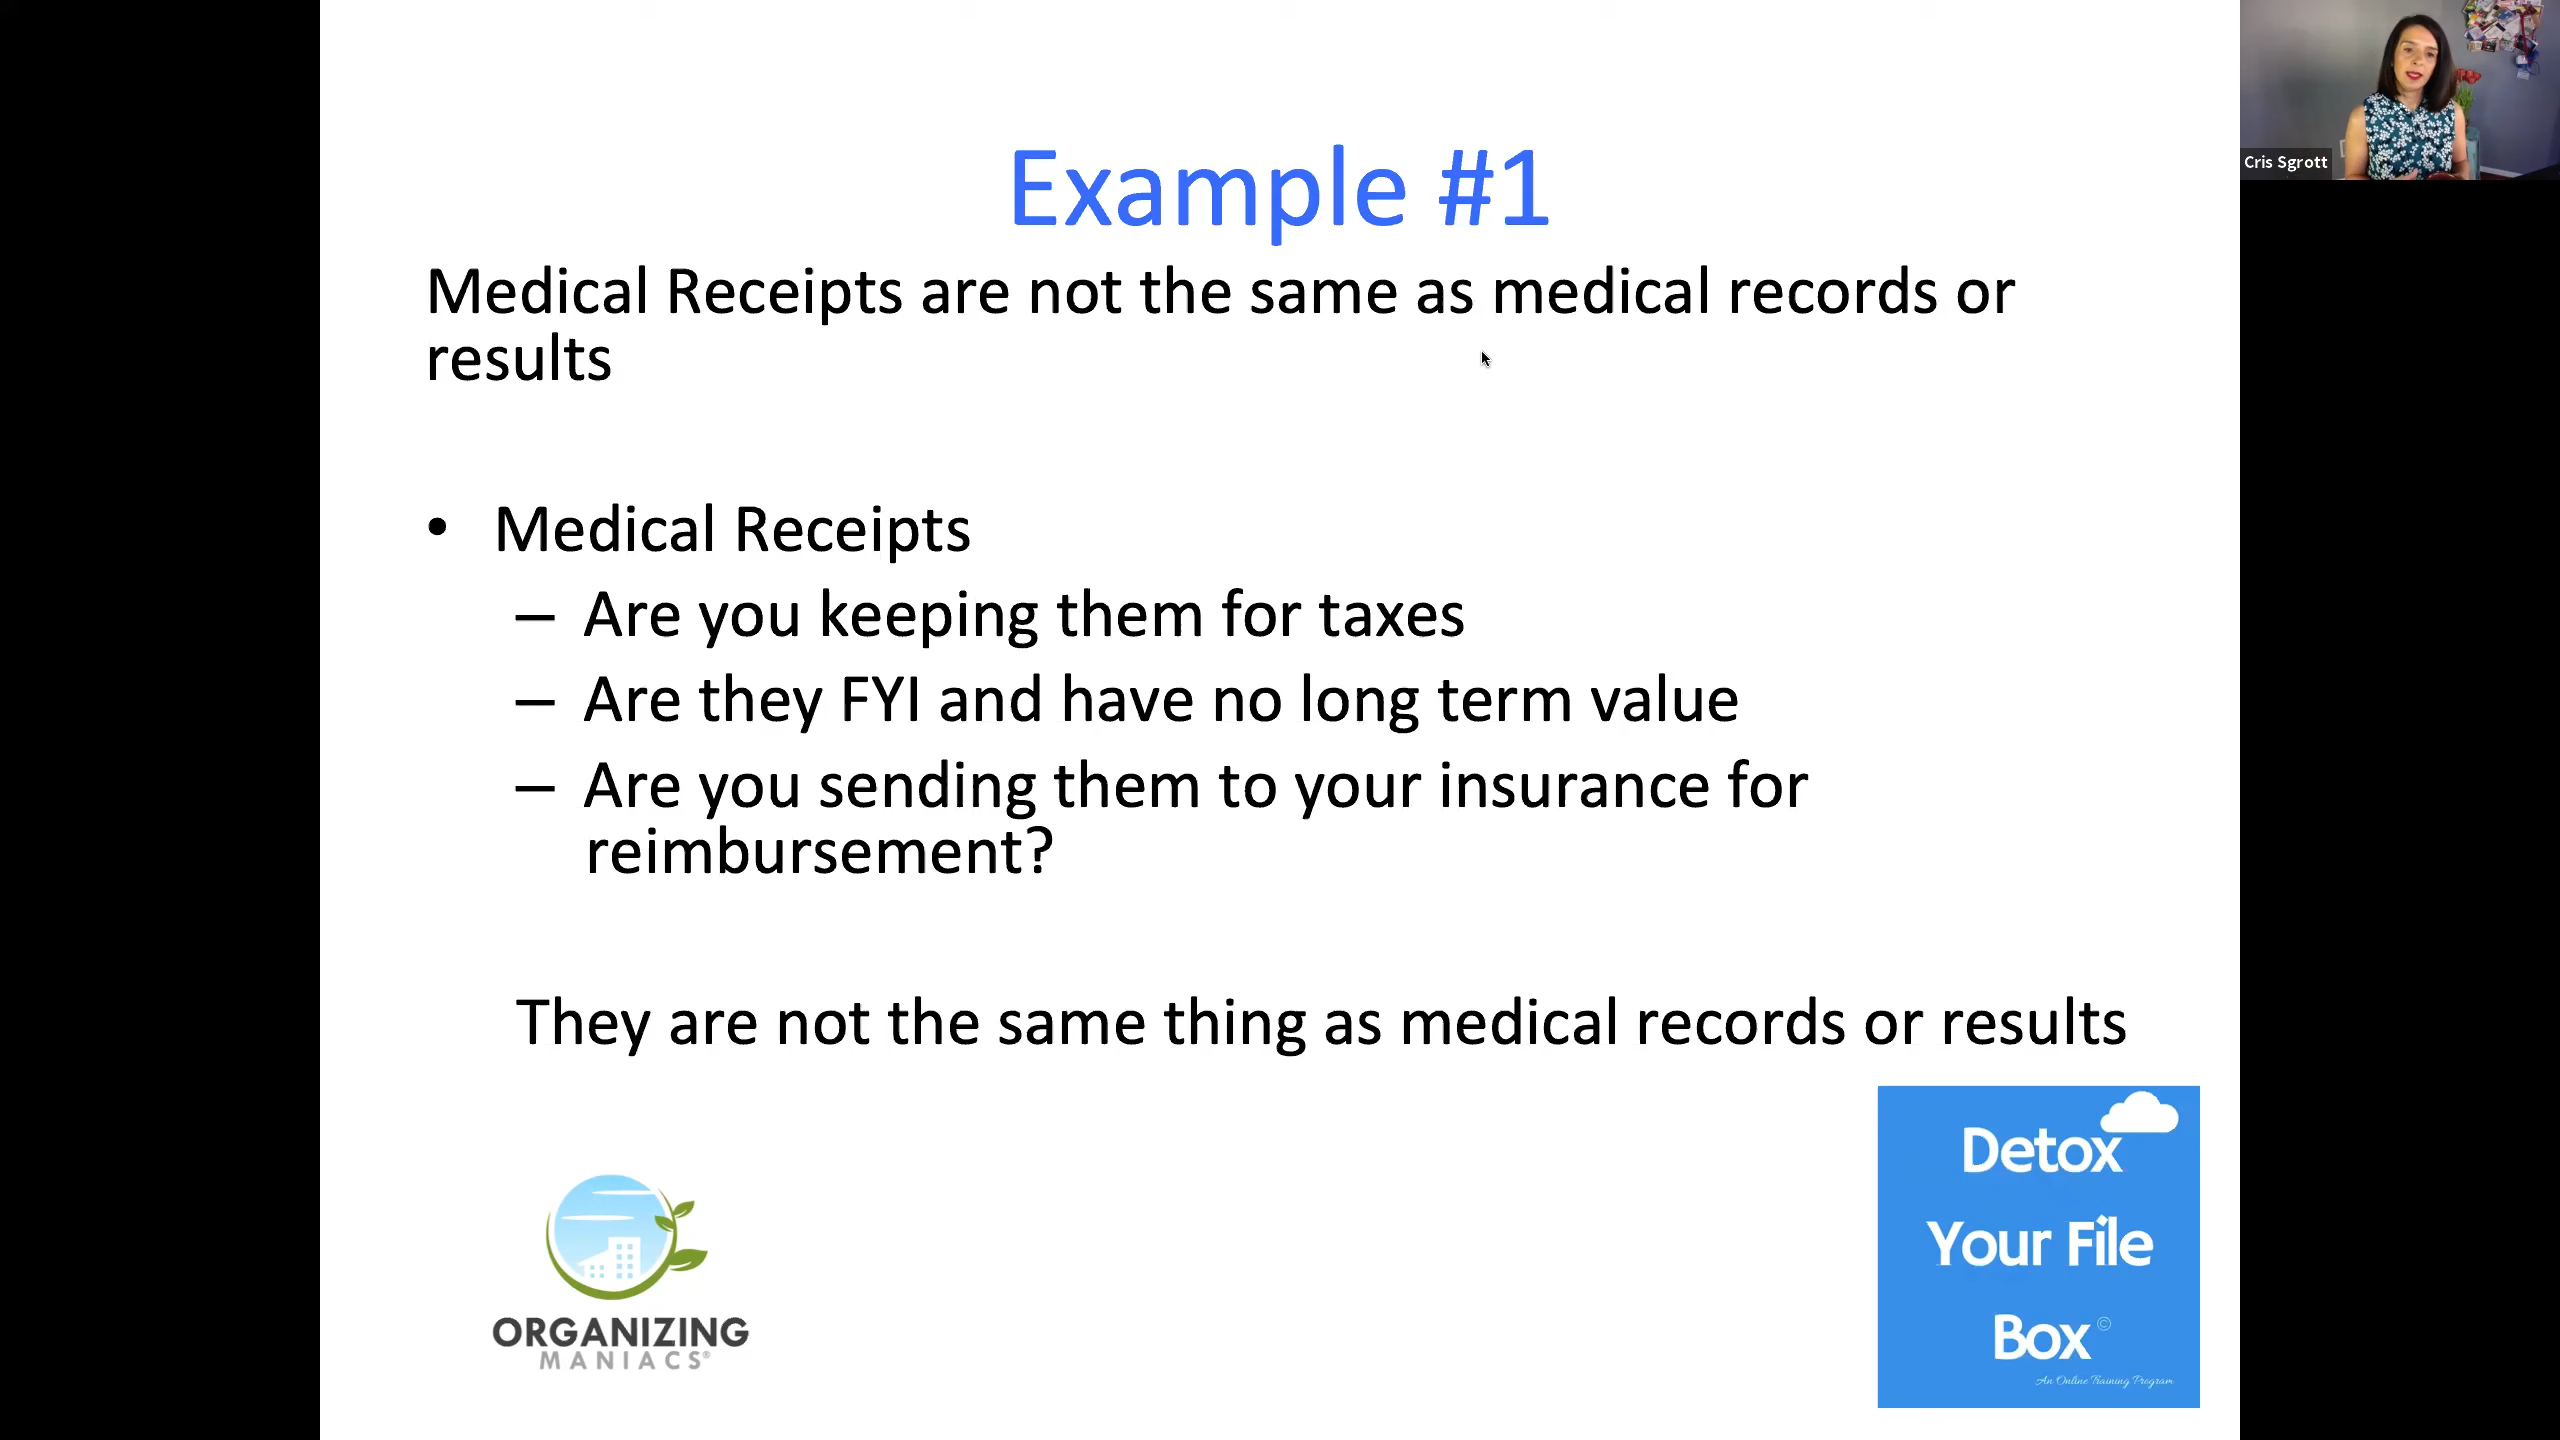 Example #1
Medical Receipts are not the same as medical records or
results
• Medical Receipts
– Are you keeping them for taxes
– Are they FYI and have no long term value
– Are you sending them to your insurance for
reimbursement?
They are not the same thing as medical records or results
ORGANIZING
MANIACS®
Detox
Your File
Box©
An Online Training Program
Cris Sgrott